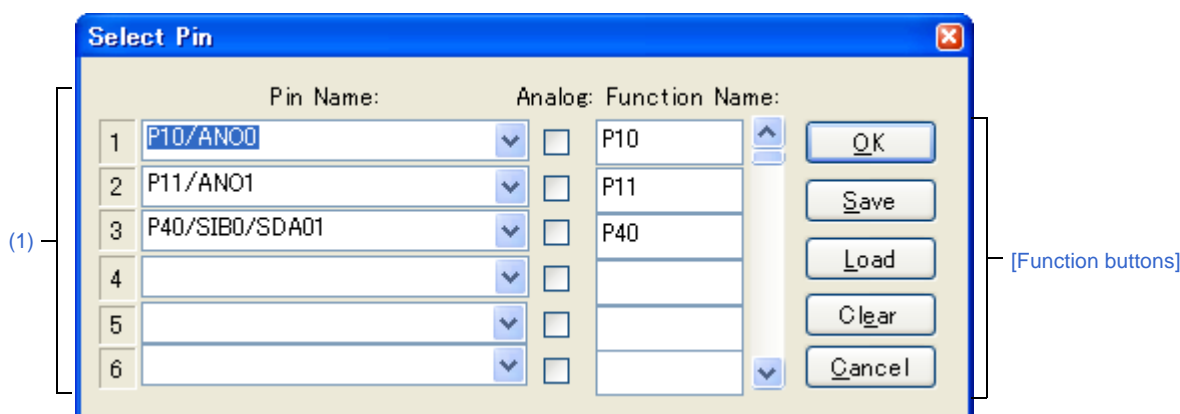 Select Pin
Pin Name: Analog: Function Name:
1 P10/ANO0 P10 OK
2 P11/ANO1 P11 Save
3 P40/SIB0/SDA01 P40 Load
4
5 Clear
6 Cancel
(1)
[Function buttons]